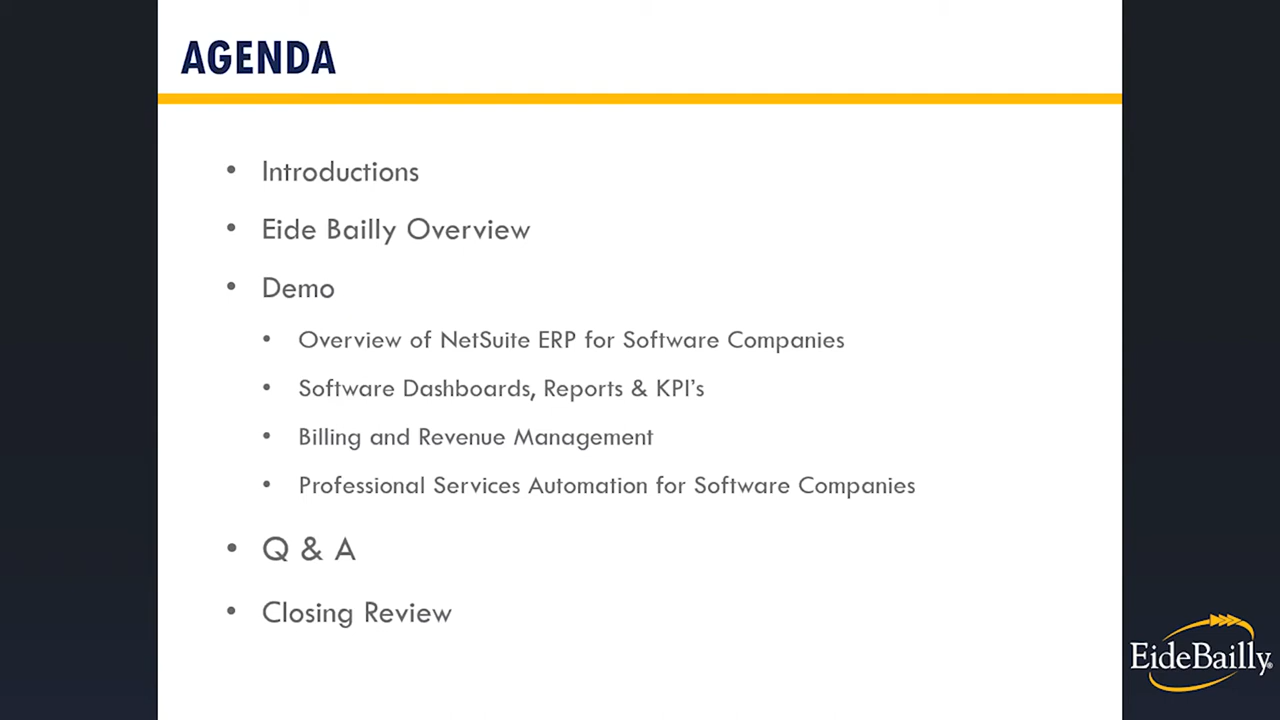 AGENDA
• Introductions
• Eide Bailly Overview
• Demo
• Overview of NetSuite ERP for Software Companies
• Software Dashboards, Reports & KPI's
• Billing and Revenue Management
• Professional Services Automation for Software Companies
• Q & A
• Closing Review
EideBailly®